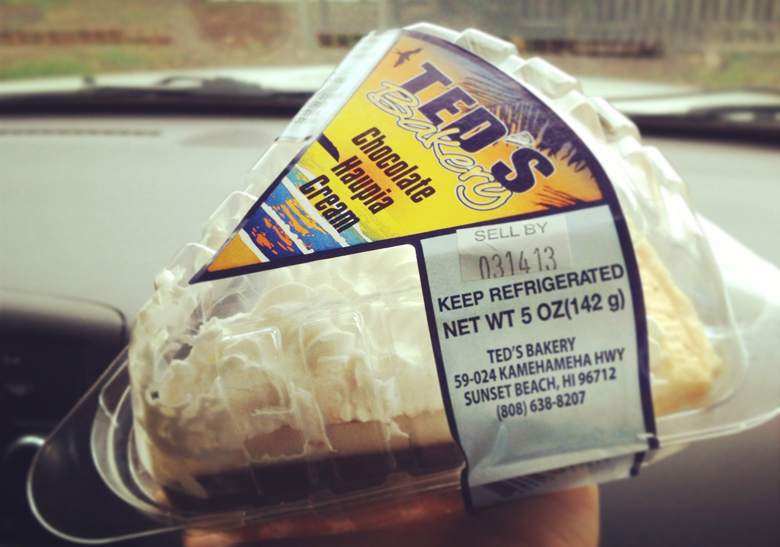 TED'S
Bakery
Chocolate
Haupia
Cream
SELL BY
031413
KEEP REFRIGERATED
NET WT 5 OZ(142 g)
TED'S BAKERY
59-024 KAMEHAMEHA HWY
SUNSET BEACH, HI 96712
(808) 638-8207